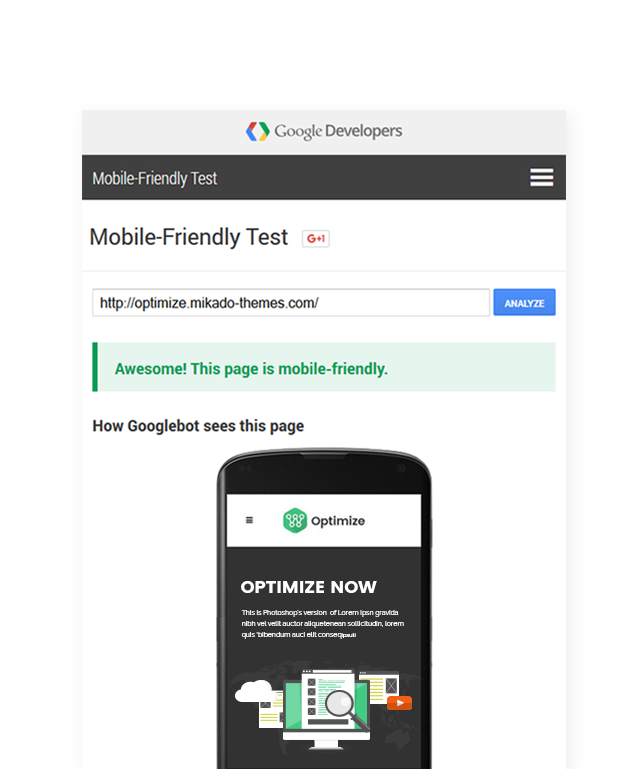 Google Developers
Mobile-Friendly Test
Mobile-Friendly Test G+1
http://optimize.mikado-themes.com/ ANALYZE
Awesome! This page is mobile-friendly.
How Googlebot sees this page
Optimize
OPTIMIZE NOW
This is Photoshop's version of Lorem Ipsn gravida
nibh vel velit auctor aliquetenean sollicitudin, lorem
quis 'bibendum auci elit conseqipsuti